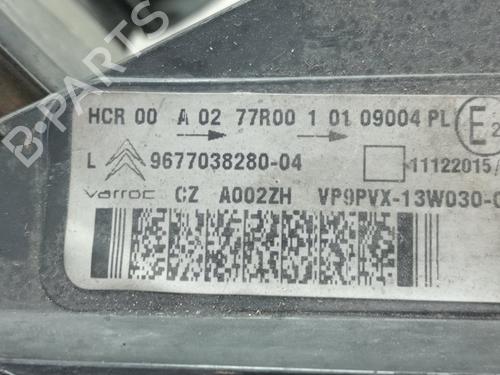 HCR 00 A 02 77R00 1 01 09004 PL E
L 9677038280-04 11122015/
varroc CZ A002ZH VP9PVX-13W030-
B-PARTS